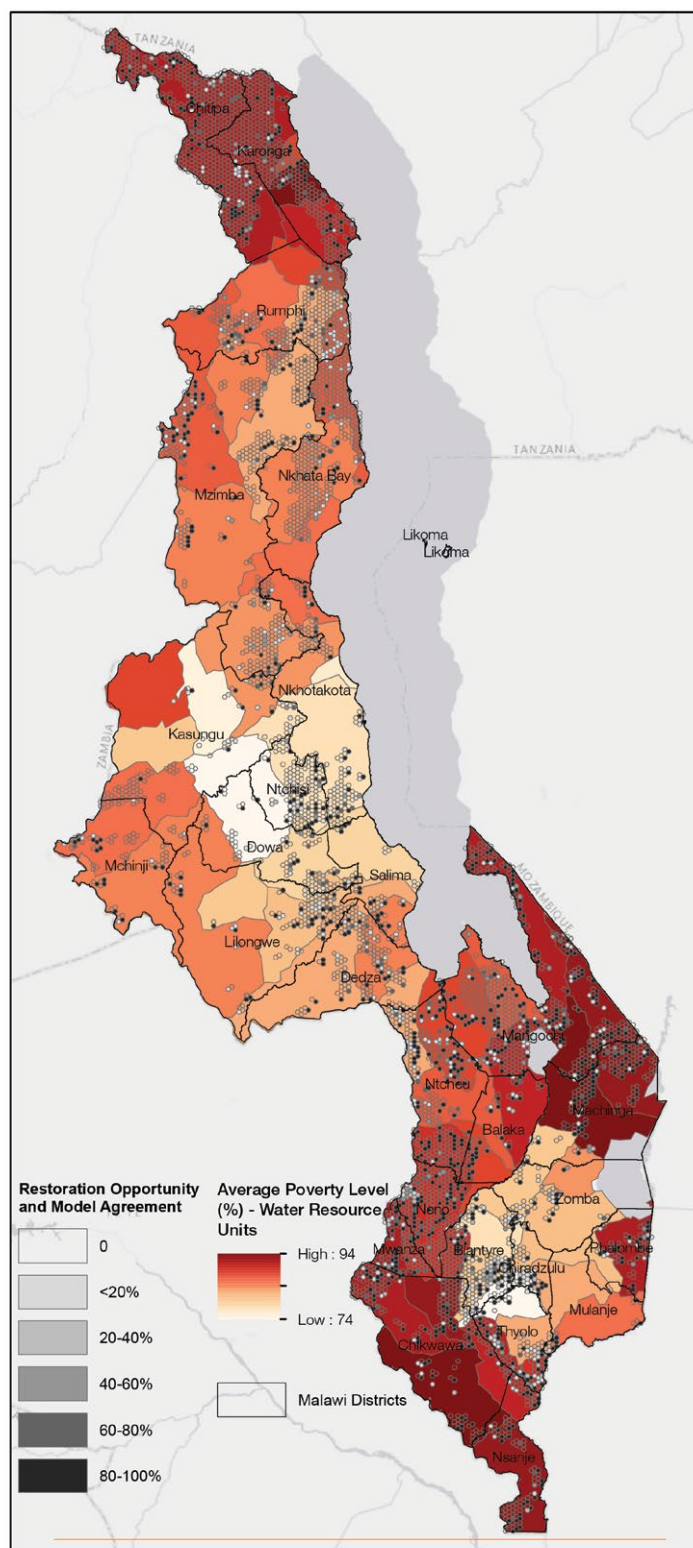 TANZANIA
Chitipa
Karonga
Rumphi
TANZANIA
Nkhata Bay
Mzimba
Likoma
Likoma
Nkhotakota
Kasungu
ZAMBIA
Ntchisi
Dowa
Mchinji
Salima
MOZAMBIQUE
Lilongwe
Dedza
Mangochi
Ntcheu
Machinga
Balaka
Restoration Opportunity
and Model Agreement
0
<20%
20-40%
40-60%
60-80%
80-100%
Average Poverty Level
(%) - Water Resource
Units
High : 94
Low : 74
Malawi Districts
Zomba
Neno
Mwanza
Blantyre
Phalombe
Chiradzulu
Mulanje
Thyolo
Chikwawa
Nsanje